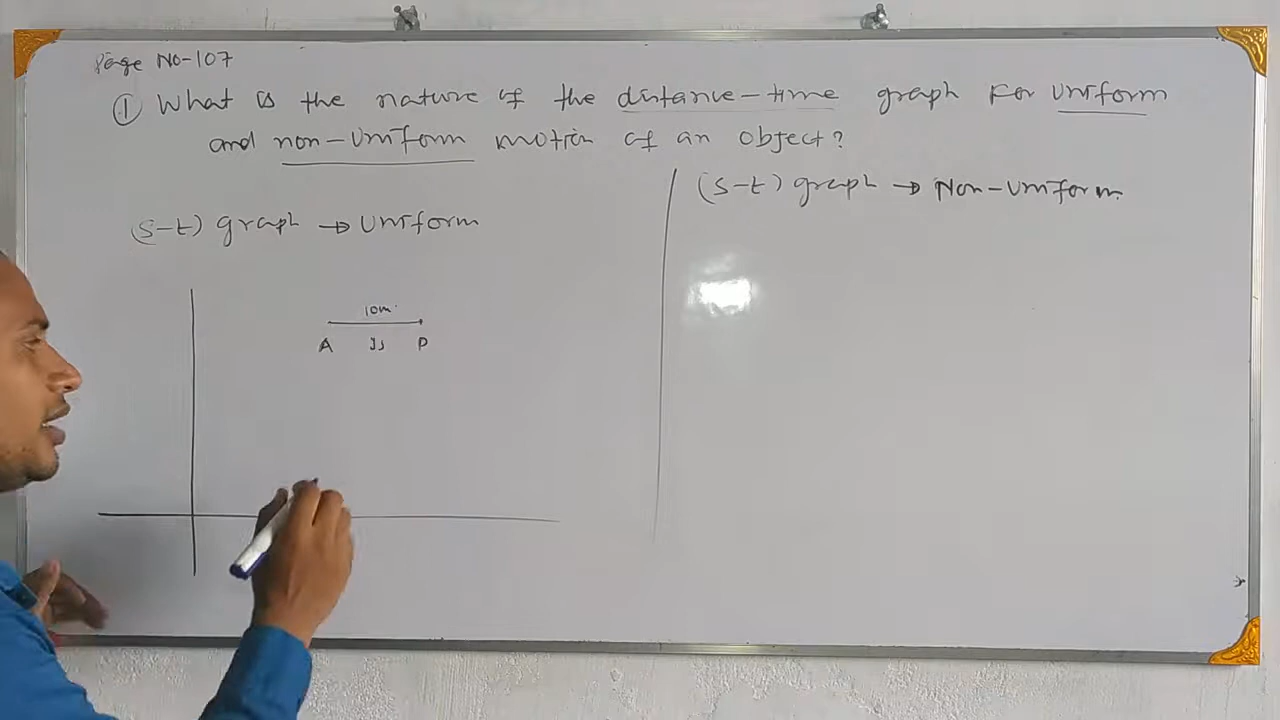 Page No-107
① What is the nature of the distance-time graph for uniform
and non-uniform motion of an object?
(s-t) graph → Uniform
10m
A P
(s-t) graph → Non-uniform